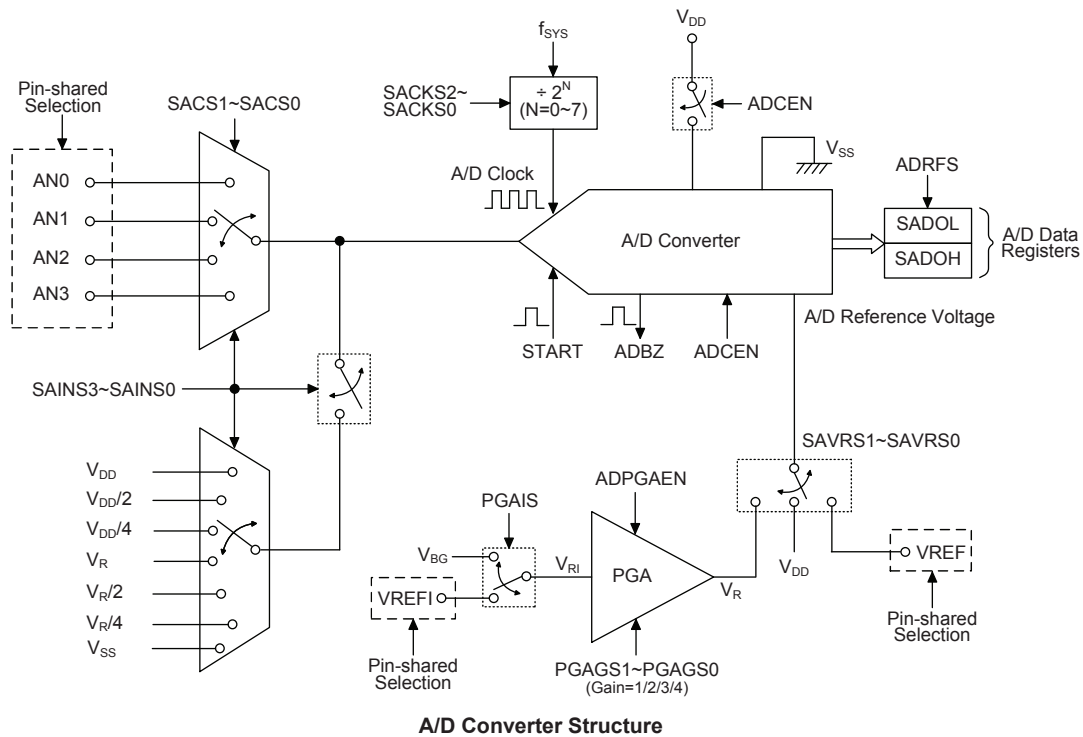 f_SYS
V_DD
Pin-shared
Selection
SACS1~SACS0
SACKS2~
SACKS0
÷ 2^N
(N=0~7)
ADCEN
A/D Clock
V_SS
ADRFS
AN0
AN1
AN2
AN3
A/D Converter
SADOL
SADOH
A/D Data
Registers
START
ADBZ
ADCEN
A/D Reference Voltage
SAINS3~SAINS0
SAVRS1~SAVRS0
V_DD
V_DD/2
V_DD/4
V_R
V_R/2
V_R/4
V_SS
PGAIS
ADPGAEN
V_BG
VREFI
V_RI
PGA
V_R
V_DD
VREF
Pin-shared
Selection
PGAGS1~PGAGS0
(Gain=1/2/3/4)
Pin-shared
Selection
A/D Converter Structure